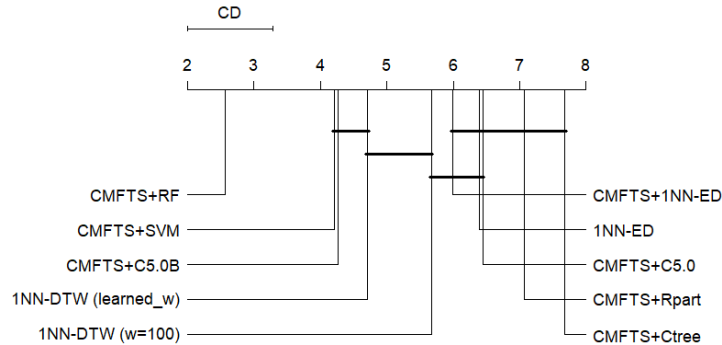 CD
2 3 4 5 6 7 8
CMFTS+RF
CMFTS+SVM
CMFTS+C5.0B
1NN-DTW (learned_w)
1NN-DTW (w=100)
CMFTS+1NN-ED
1NN-ED
CMFTS+C5.0
CMFTS+Rpart
CMFTS+Ctree